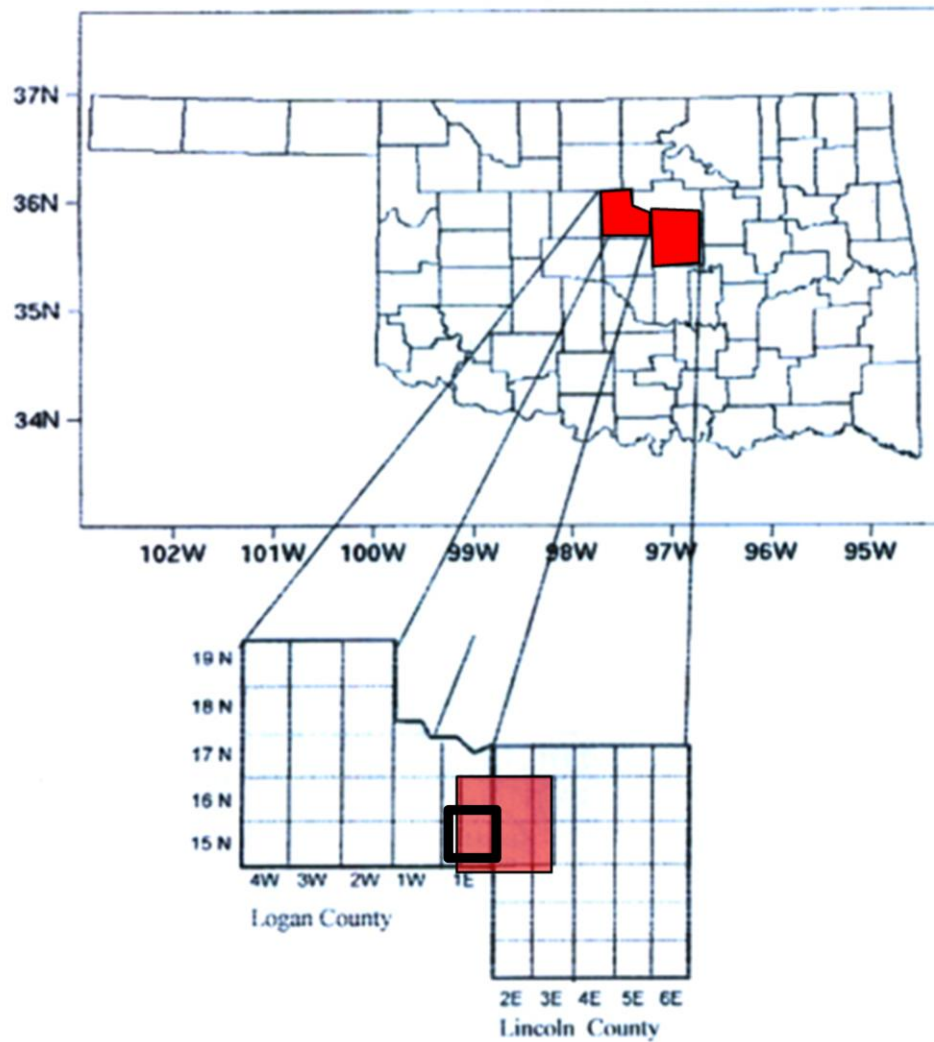 37N
36N
35N
34N
102W 101W 100W 99W 98W 97W 96W 95W
19 N
18 N
17 N
16 N
15 N
4W 3W 2W 1W 1E
Logan County
2E 3E 4E 5E 6E
Lincoln County